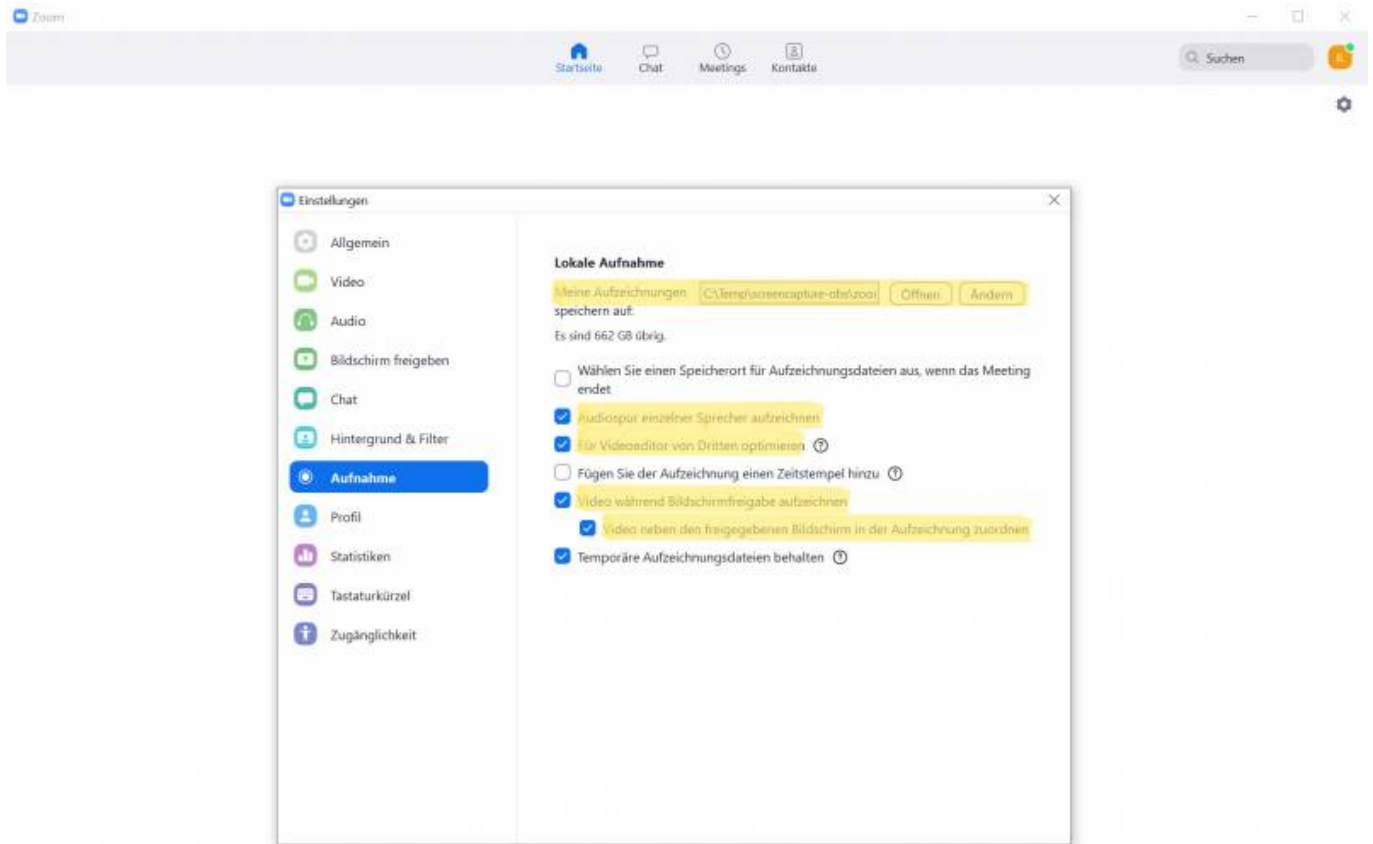 Zoom
Startseite
Chat
Meetings
Kontakte
Suchen
Einstellungen
Allgemein
Video
Audio
Bildschirm freigeben
Chat
Hintergrund & Filter
Aufnahme
Profil
Statistiken
Tastaturkürzel
Zugänglichkeit
Lokale Aufnahme
Meine Aufzeichnungen C:\Temp\screencapture-obs\zoor Öffnen Ändern
speichern auf:
Es sind 662 GB übrig.
Wählen Sie einen Speicherort für Aufzeichnungsdateien aus, wenn das Meeting
endet
Audiospur einzelner Sprecher aufzeichnen
Für Videoeditor von Dritten optimieren
Fügen Sie der Aufzeichnung einen Zeitstempel hinzu
Video während Bildschirmfreigabe aufzeichnen
Video neben den freigegebenen Bildschirm in der Aufzeichnung zuordnen
Temporäre Aufzeichnungsdateien behalten